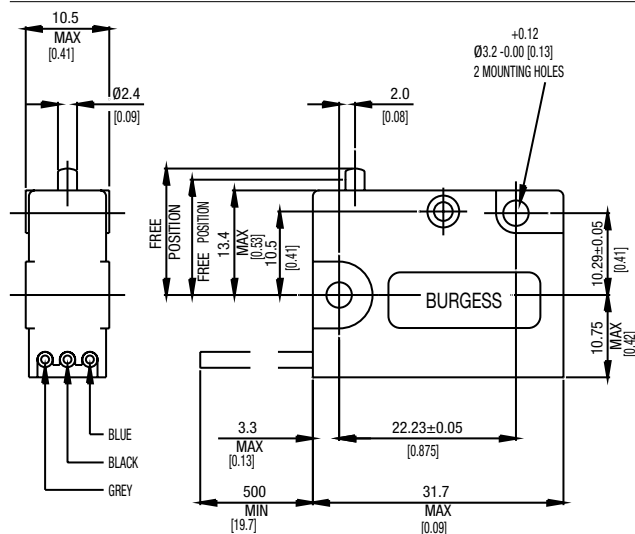 10.5
MAX
[0.41]
Ø2.4
[0.09]
2.0
[0.08]
+0.12
Ø3.2 -0.00 [0.13]
2 MOUNTING HOLES
FREE
POSITION
FREE POSITION
13.4
MAX
[0.53]
10.5
[0.41]
10.29±0.05
[0.41]
BURGESS
10.75
MAX
[0.42]
BLUE
BLACK
GREY
3.3
MAX
[0.13]
22.23±0.05
[0.875]
500
MIN
[19.7]
31.7
MAX
[0.09]